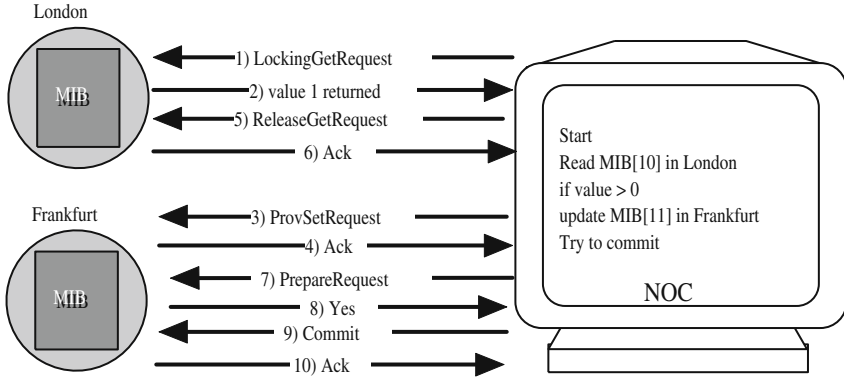 London
MIB
1) LockingGetRequest
2) value 1 returned
5) ReleaseGetRequest
6) Ack
Frankfurt
MIB
3) ProvSetRequest
4) Ack
7) PrepareRequest
8) Yes
9) Commit
10) Ack
Start
Read MIB[10] in London
if value > 0
update MIB[11] in Frankfurt
Try to commit
NOC